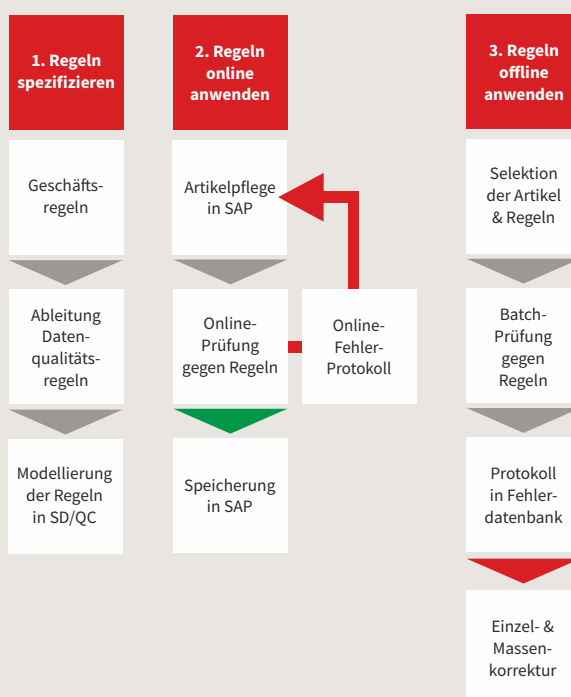 1. Regeln
spezifizieren
Geschäfts-
regeln
Ableitung
Daten-
qualitäts-
regeln
Modellierung
der Regeln
in SD/QC
2. Regeln
online
anwenden
Artikelpflege
in SAP
Online-
Prüfung
gegen Regeln
Online-
Fehler-
Protokoll
Speicherung
in SAP
3. Regeln
offline
anwenden
Selektion
der Artikel
& Regeln
Batch-
Prüfung
gegen
Regeln
Protokoll
in Fehler-
datenbank
Einzel- &
Massen-
korrektur